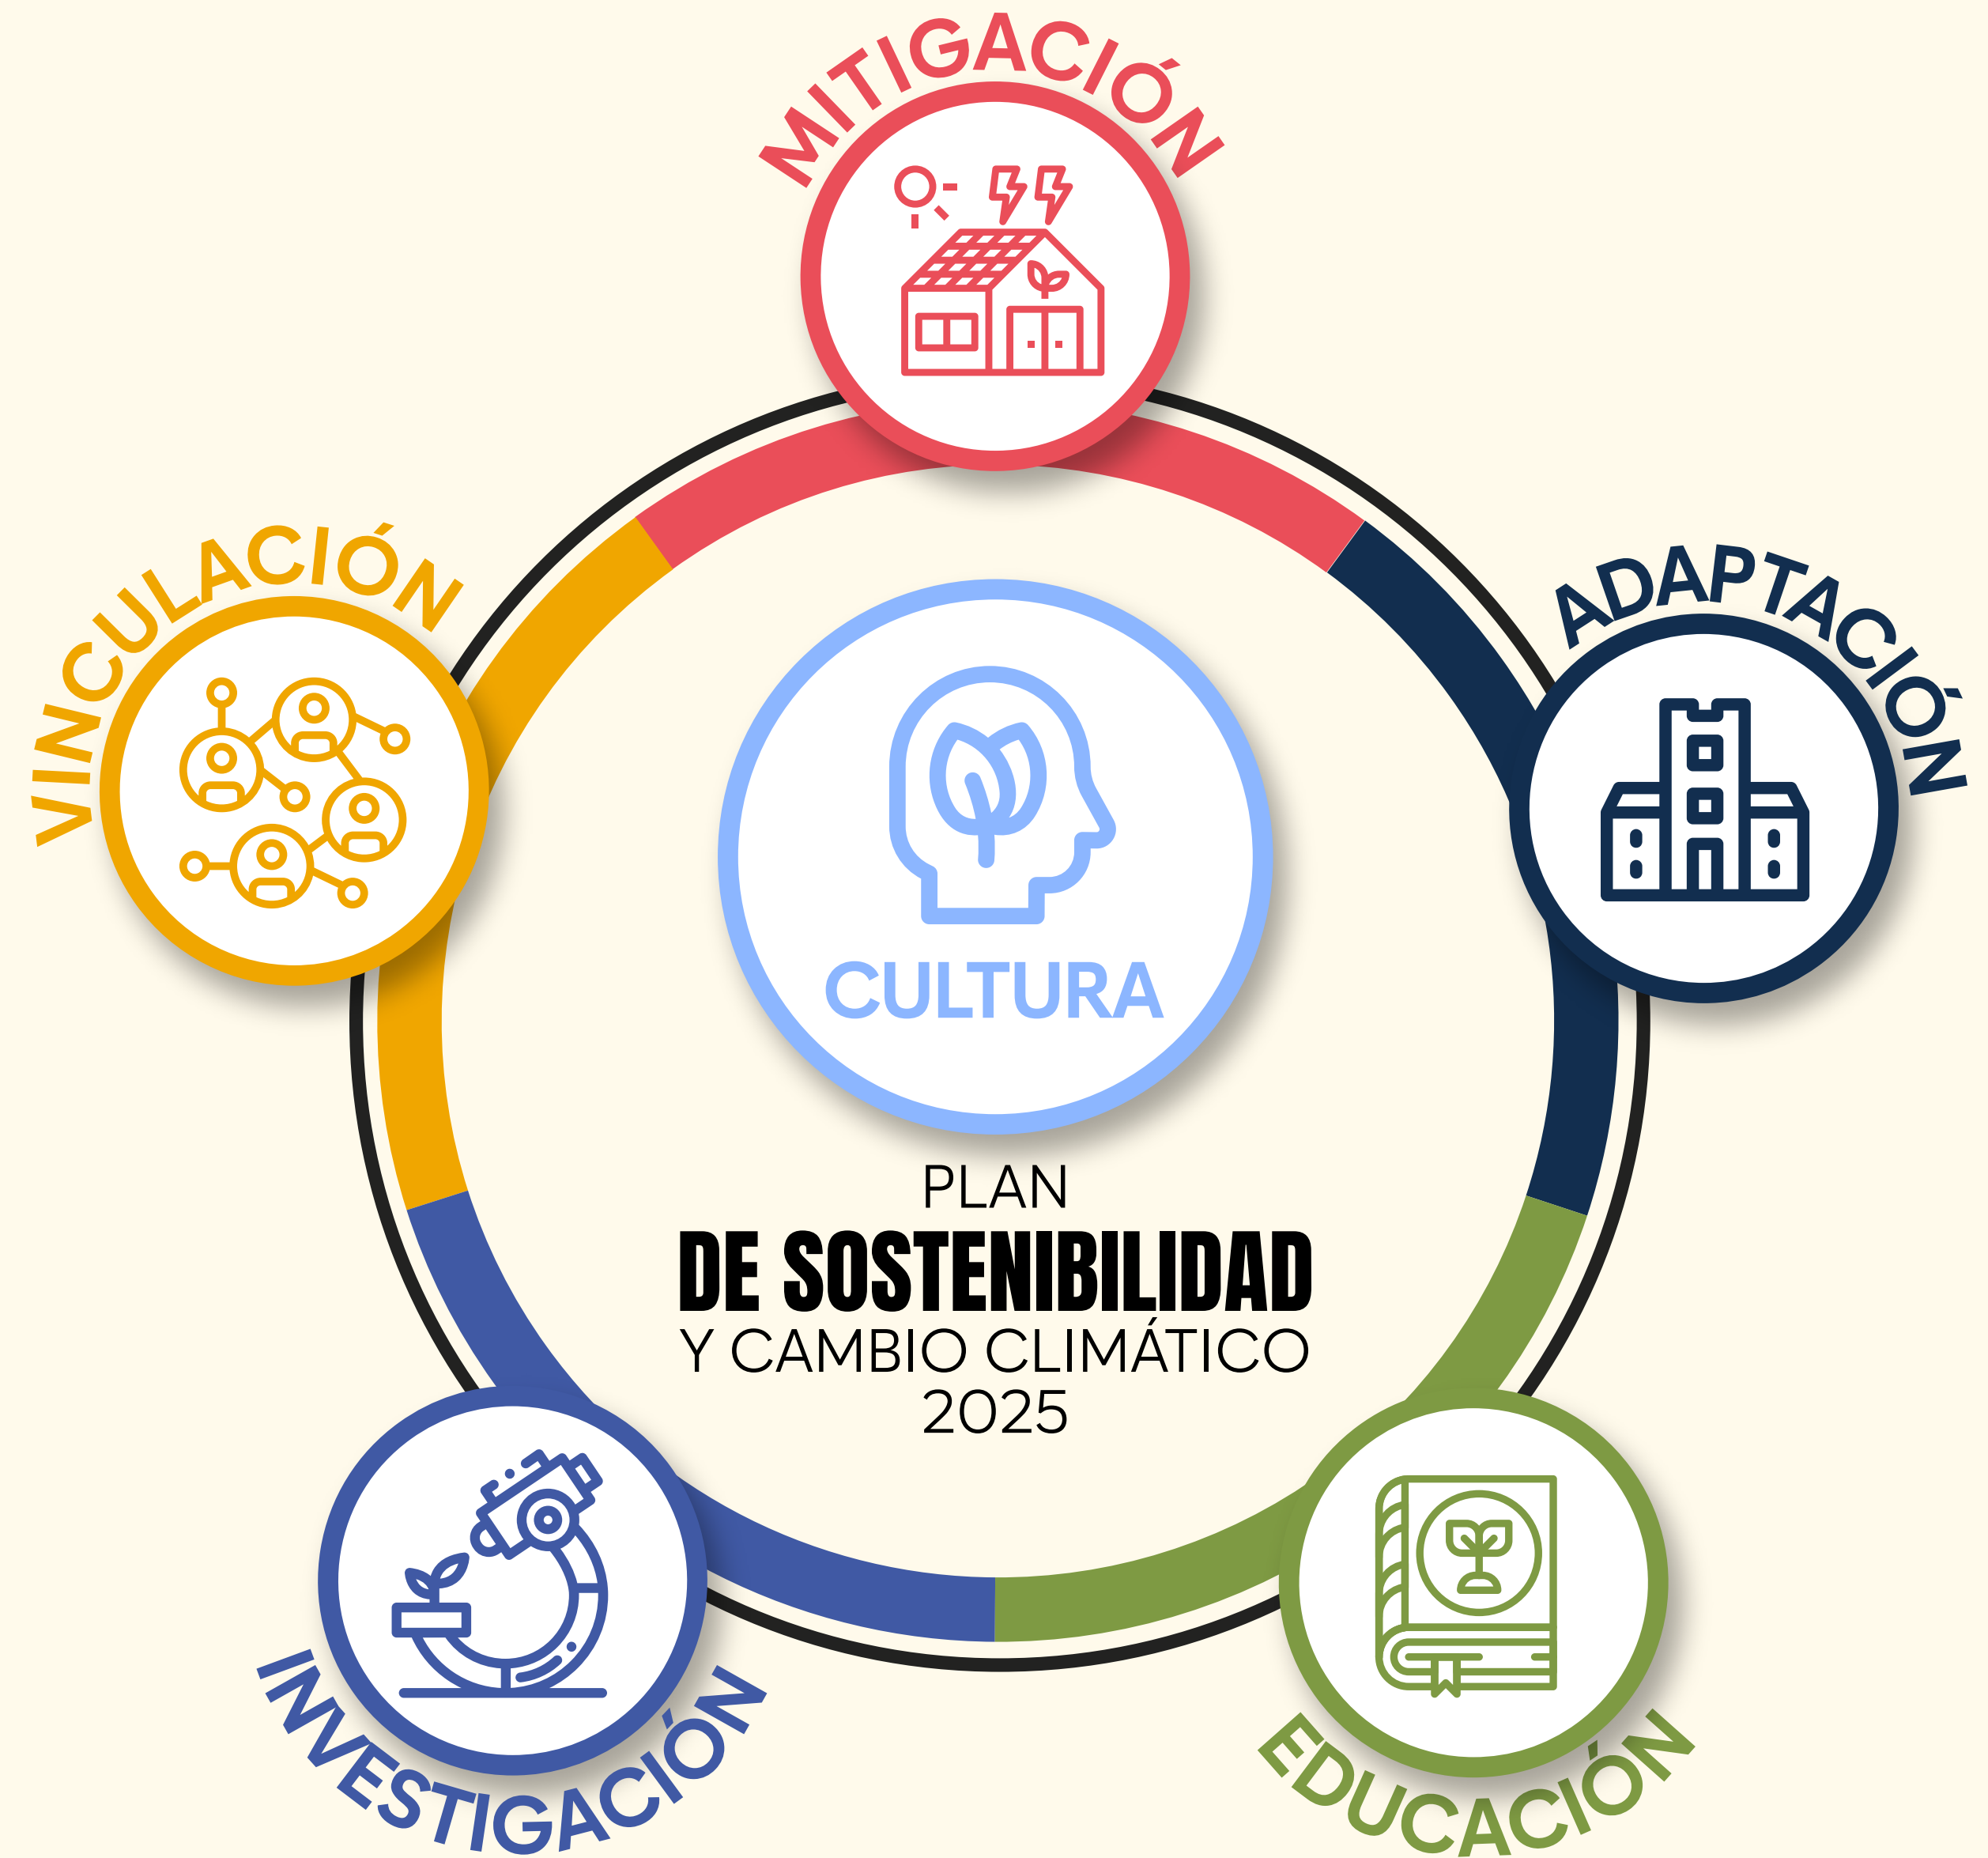 MITIGACIÓN
VINCULACIÓN
ADAPTACIÓN
CULTURA
PLAN
DE SOSTENIBILIDAD
Y CAMBIO CLIMÁTICO
2025
INVESTIGACIÓN
EDUCACIÓN